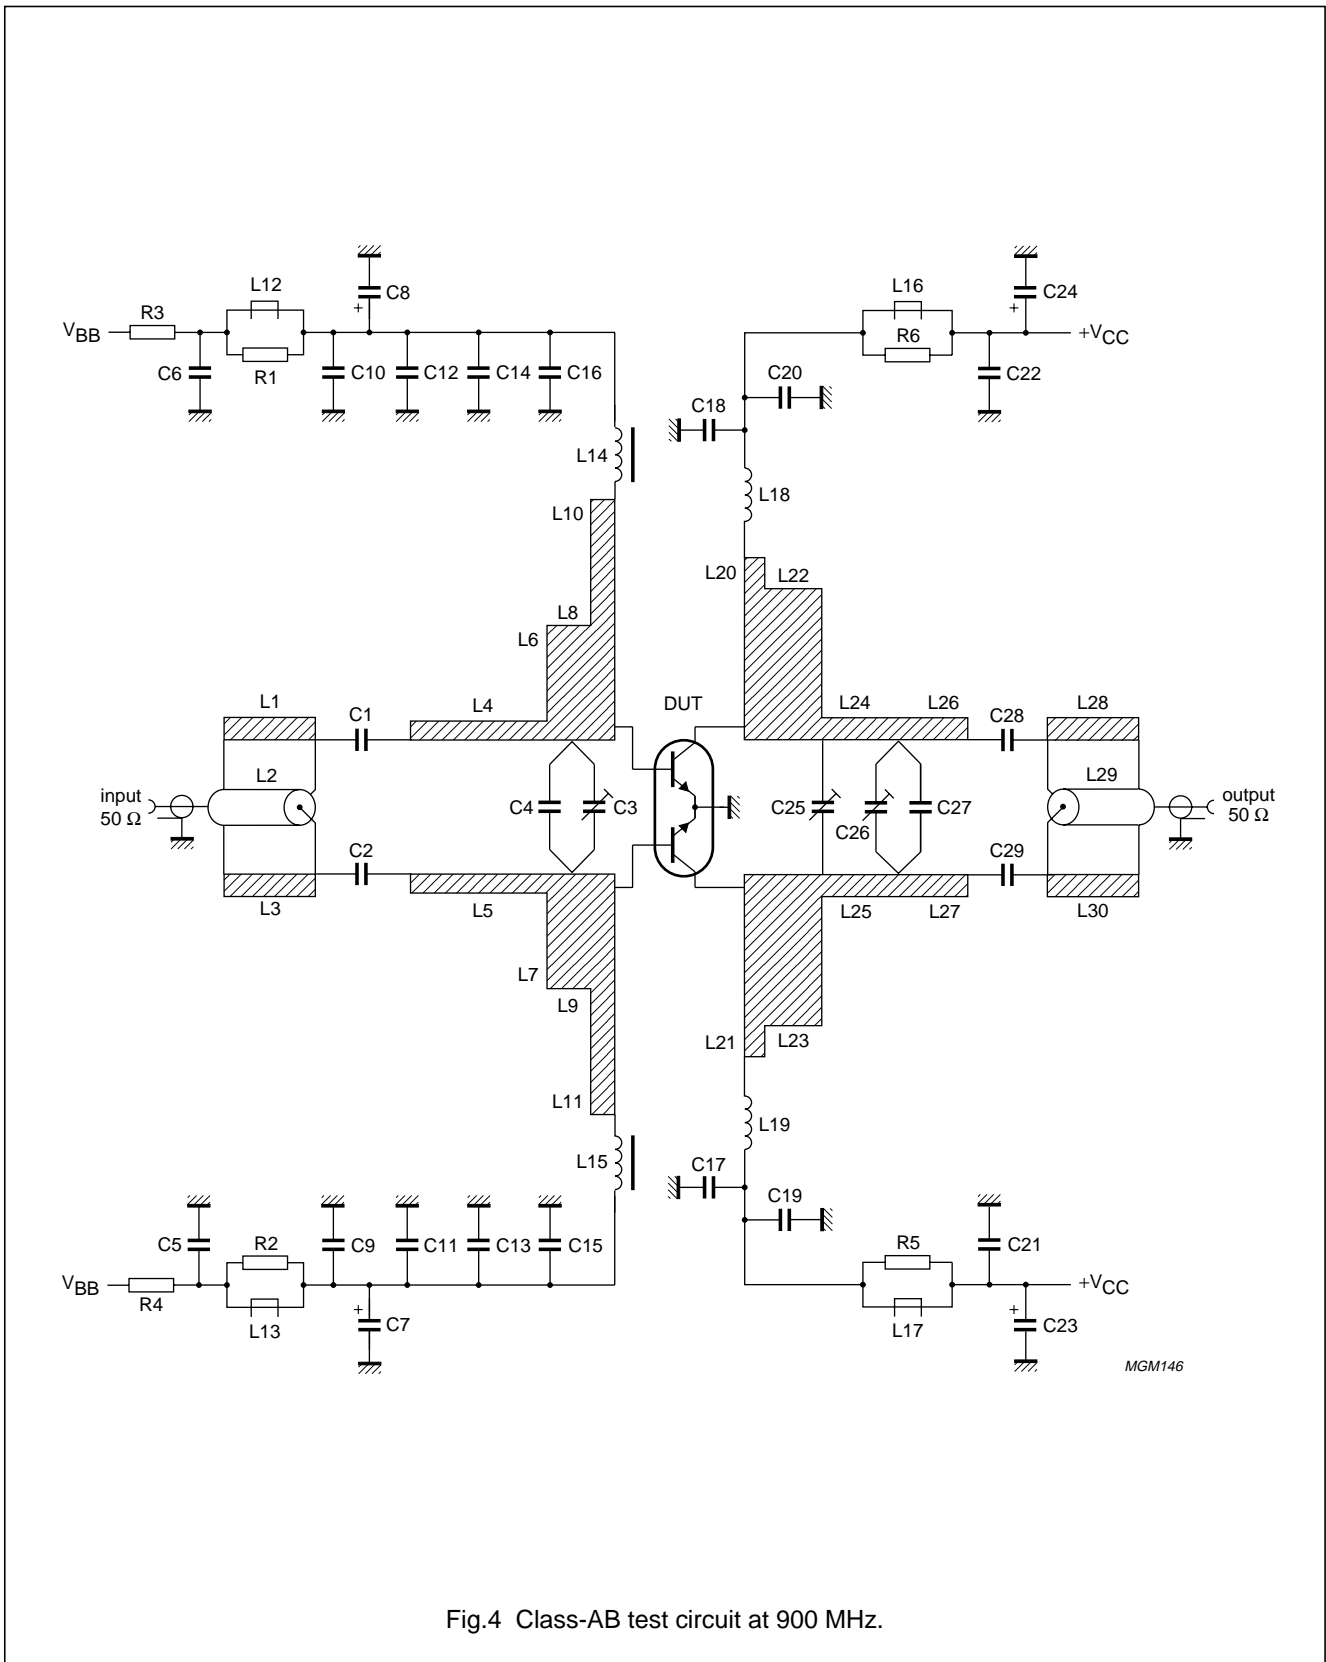 L12
C8
L16
C24
R3
VBB
R6
+VCC
C6
R1
C10
C12
C14
C16
C20
C22
C18
L14
L18
L10
L20
L22
L8
L6
L1
C1
L4
DUT
L24
L26
C28
L28
L2
L29
input
50 Ω
C4
C3
C25
C26
C27
output
50 Ω
C2
C29
L3
L5
L25
L27
L30
L7
L9
L21
L23
L11
L19
L15
C17
C19
C5
R2
C9
C11
C13
C15
R5
C21
VBB
+VCC
R4
L13
C7
L17
C23
MGM146
Fig.4 Class-AB test circuit at 900 MHz.